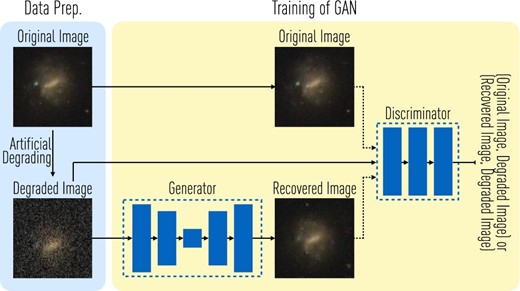 Data Prep.
Training of GAN
Original Image
Original Image
Artificial
Degrading
Discriminator
Degraded Image
Generator
Recovered Image
(Original Image, Degraded Image) or
(Recovered Image, Degraded Image)